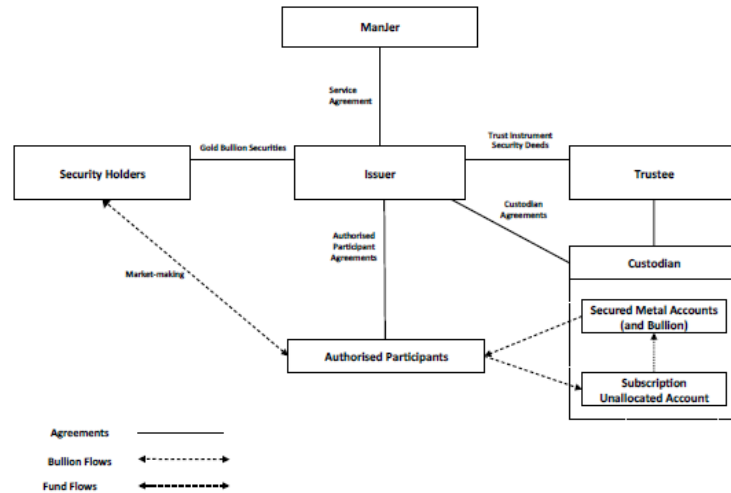 ManJer
Service
Agreement
Gold Bullion Securities
Trust Instrument
Security Deeds
Security Holders
Issuer
Trustee
Custodian
Agreements
Authorised
Participant
Agreements
Custodian
Market-making
Secured Metal Accounts
(and Bullion)
Authorised Participants
Subscription
Unallocated Account
Agreements
Bullion Flows
Fund Flows